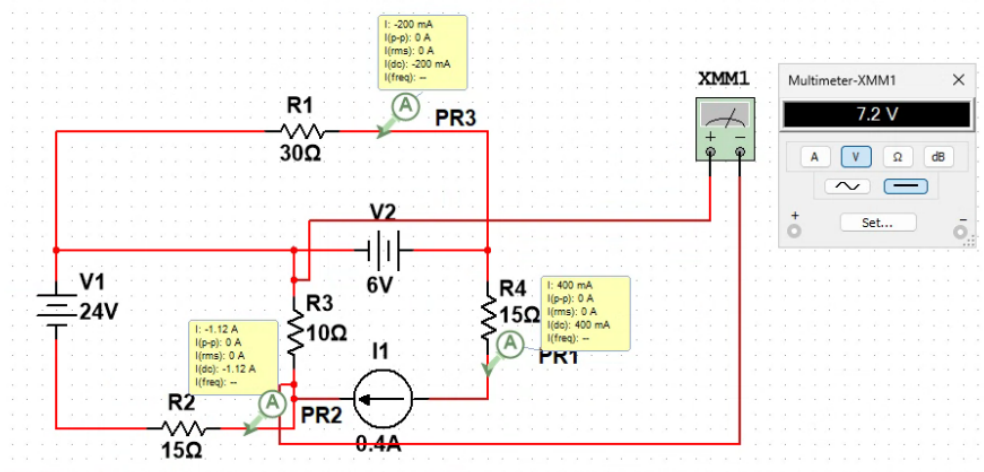 I: -200 mA
I(p-p): 0 A
I(rms): 0 A
I(dc): -200 mA
I(freq): --
A
PR3
R1
30Ω
XMM1
+ −
Multimeter-XMM1
7.2 V
A V Ω dB
+ −
Set...
V2
6V
V1
24V
R3
10Ω
R4
15Ω
I: 400 mA
I(p-p): 0 A
I(rms): 0 A
I(dc): 400 mA
I(freq): --
A
PR1
I: -1.12 A
I(p-p): 0 A
I(rms): 0 A
I(dc): -1.12 A
I(freq): --
A
PR2
I1
0.4A
R2
15Ω